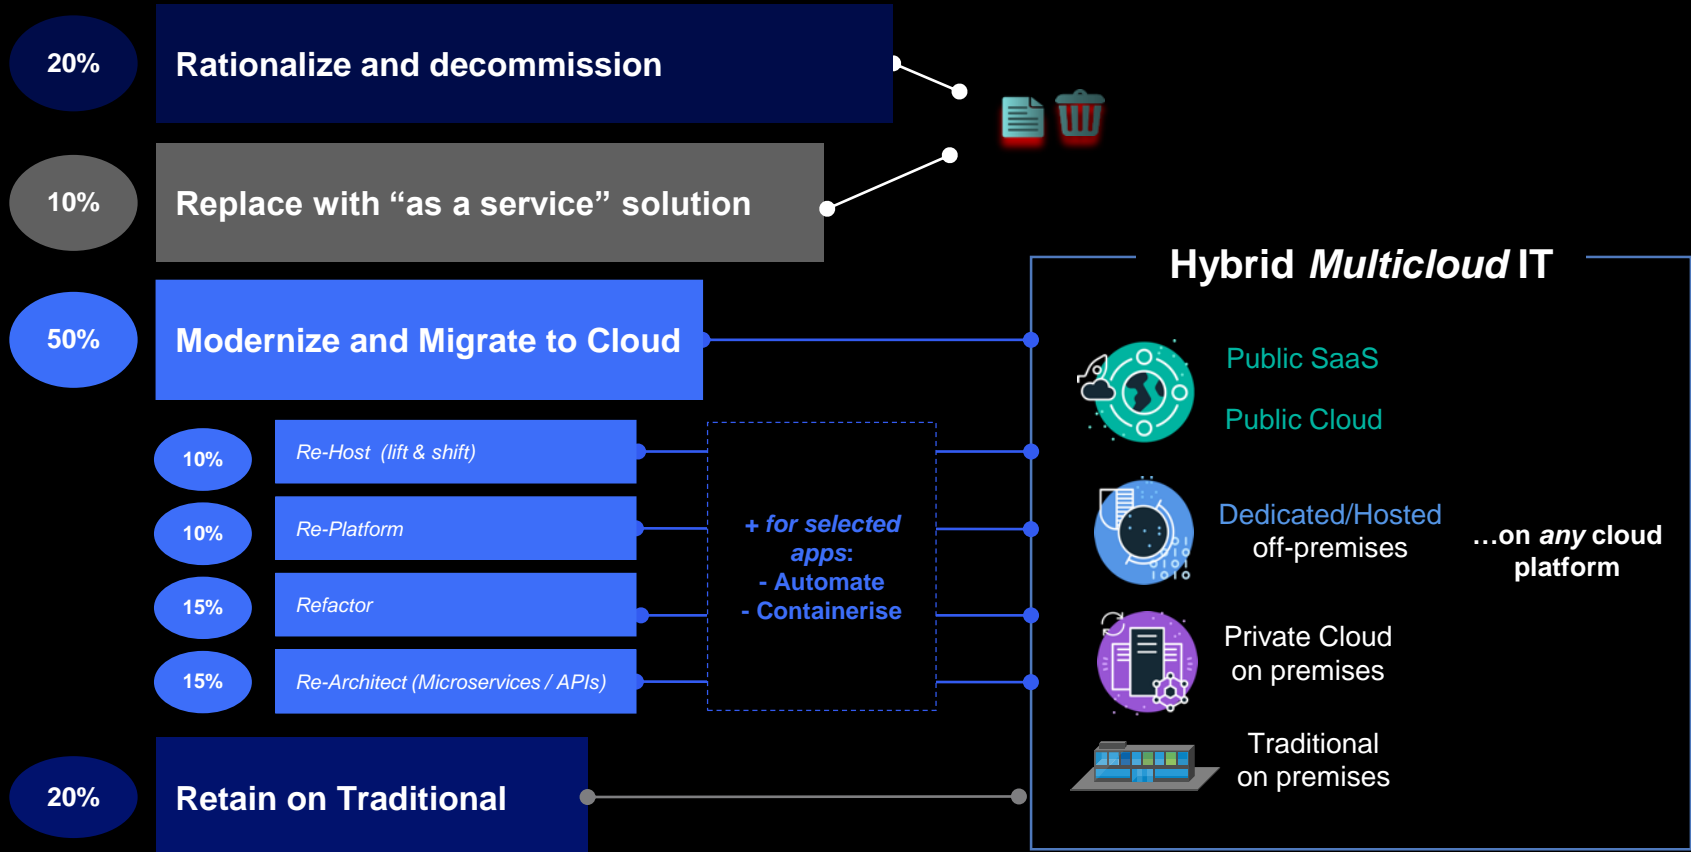 20%
Rationalize and decommission
10%
Replace with “as a service” solution
50%
Modernize and Migrate to Cloud
10%
Re-Host (lift & shift)
10%
Re-Platform
15%
Refactor
15%
Re-Architect (Microservices / APIs)
+ for selected
apps:
- Automate
- Containerise
20%
Retain on Traditional
Hybrid Multicloud IT
Public SaaS
Public Cloud
Dedicated/Hosted
off-premises
Private Cloud
on premises
Traditional
on premises
...on any cloud
platform